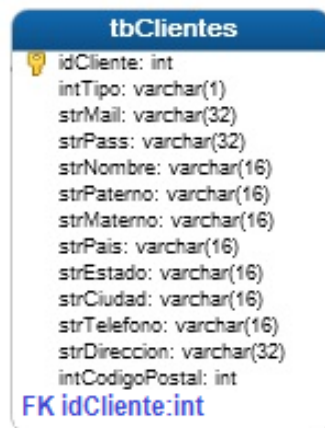 tbClientes
idCliente: int
intTipo: varchar(1)
strMail: varchar(32)
strPass: varchar(32)
strNombre: varchar(16)
strPaterno: varchar(16)
strMaterno: varchar(16)
strPais: varchar(16)
strEstado: varchar(16)
strCiudad: varchar(16)
strTelefono: varchar(16)
strDireccion: varchar(32)
intCodigoPostal: int
FK idCliente:int